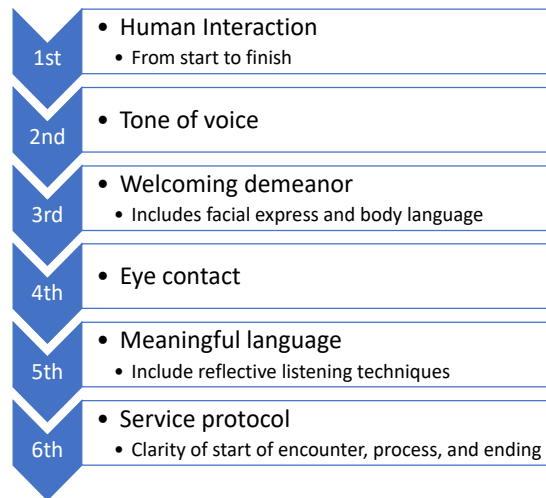 1st
• Human Interaction
• From start to finish
2nd
• Tone of voice
3rd
• Welcoming demeanor
• Includes facial express and body language
4th
• Eye contact
5th
• Meaningful language
• Include reflective listening techniques
6th
• Service protocol
• Clarity of start of encounter, process, and ending